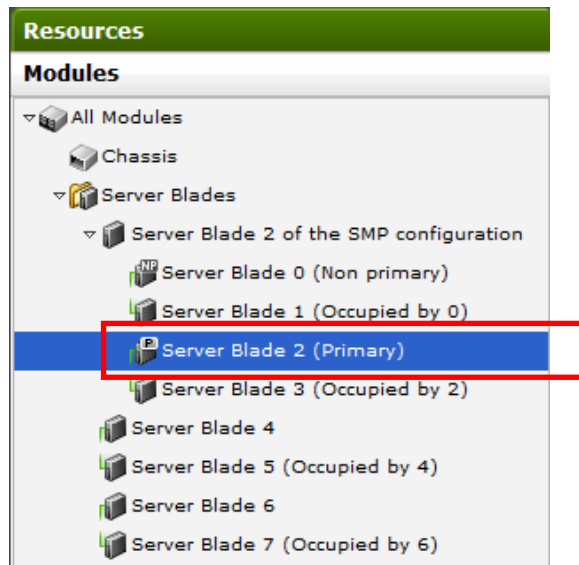 Resources
Modules
All Modules
Chassis
Server Blades
Server Blade 2 of the SMP configuration
NP Server Blade 0 (Non primary)
Server Blade 1 (Occupied by 0)
P Server Blade 2 (Primary)
Server Blade 3 (Occupied by 2)
Server Blade 4
Server Blade 5 (Occupied by 4)
Server Blade 6
Server Blade 7 (Occupied by 6)